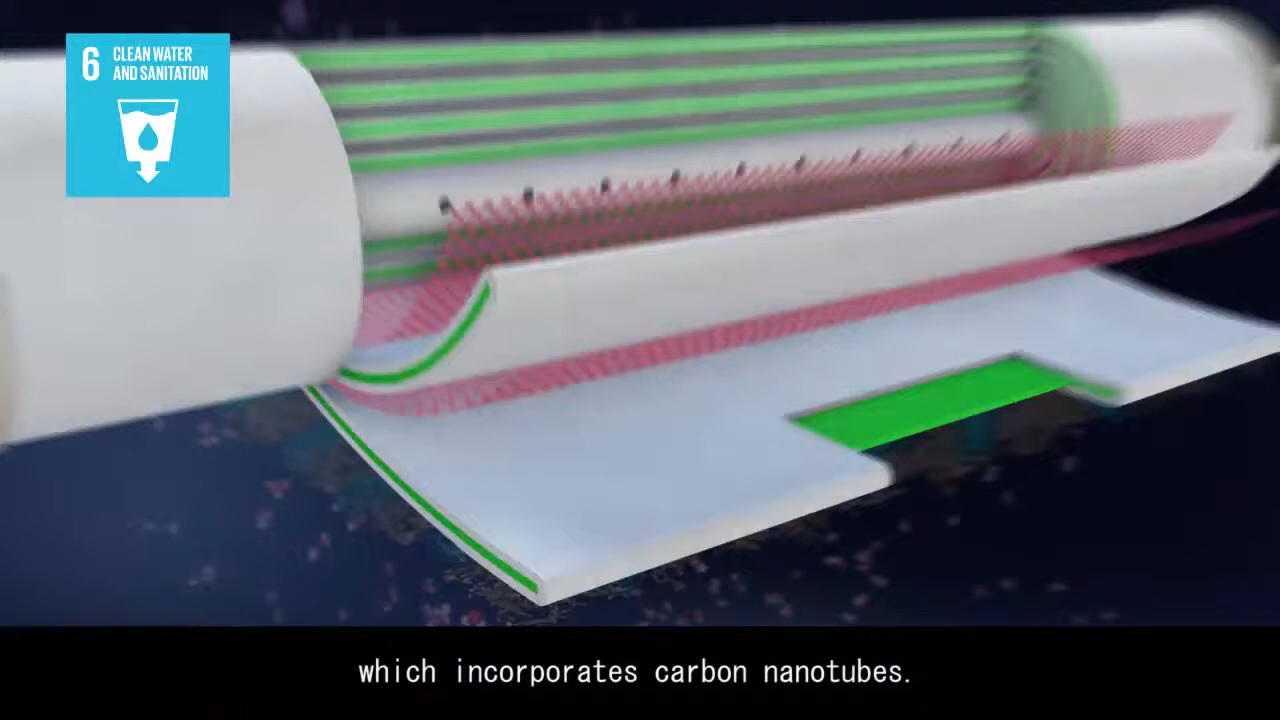 6 CLEAN WATER
AND SANITATION
which incorporates carbon nanotubes.